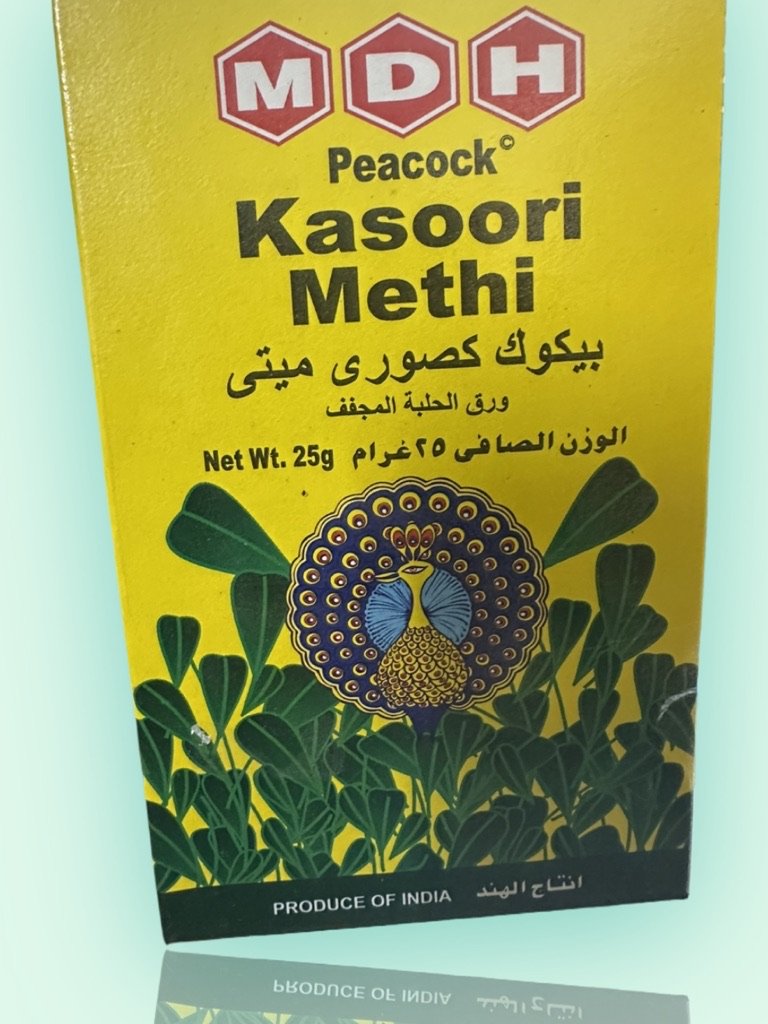 MDH
Peacock©
Kasoori
Methi
بيكوك كصورى ميتى
ورق الحلبة المجفف
Net Wt. 25g الوزن الصافى ٢٥ غرام
PRODUCE OF INDIA انتاج الهند